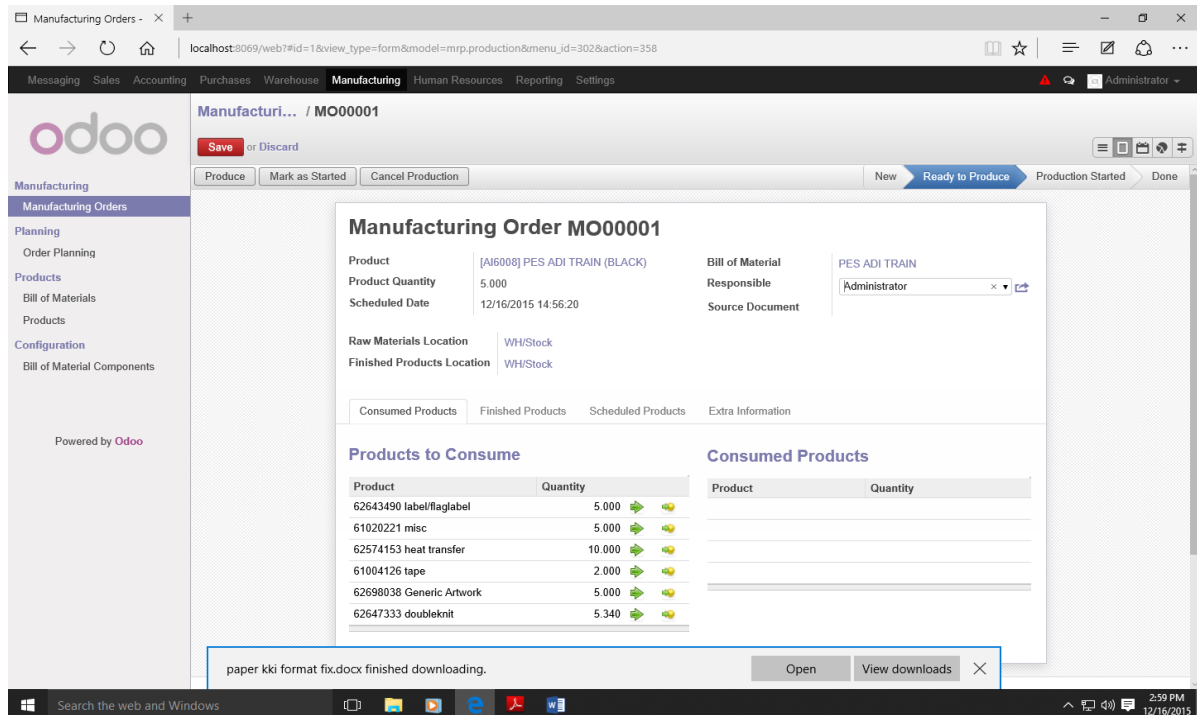 Manufacturing Orders -
localhost:8069/web?#id=1&view_type=form&model=mrp.production&menu_id=302&action=358
Messaging Sales Accounting Purchases Warehouse Manufacturing Human Resources Reporting Settings Administrator
odoo
Manufacturi... / MO00001
Save or Discard
Produce Mark as Started Cancel Production New Ready to Produce Production Started Done
Manufacturing
Manufacturing Orders
Planning
Order Planning
Products
Bill of Materials
Products
Configuration
Bill of Material Components
Powered by Odoo
Manufacturing Order MO00001
Product [AI6008] PES ADI TRAIN (BLACK) Bill of Material PES ADI TRAIN
Product Quantity 5.000 Responsible Administrator
Scheduled Date 12/16/2015 14:56:20 Source Document
Raw Materials Location WH/Stock
Finished Products Location WH/Stock
Consumed Products Finished Products Scheduled Products Extra Information
Products to Consume Consumed Products
Product Quantity Product Quantity
62643490 label/flaglabel 5.000
61020221 misc 5.000
62574153 heat transfer 10.000
61004126 tape 2.000
62698038 Generic Artwork 5.000
62647333 doubleknit 5.340
paper kki format fix.docx finished downloading. Open View downloads
Search the web and Windows
2:59 PM
12/16/2015